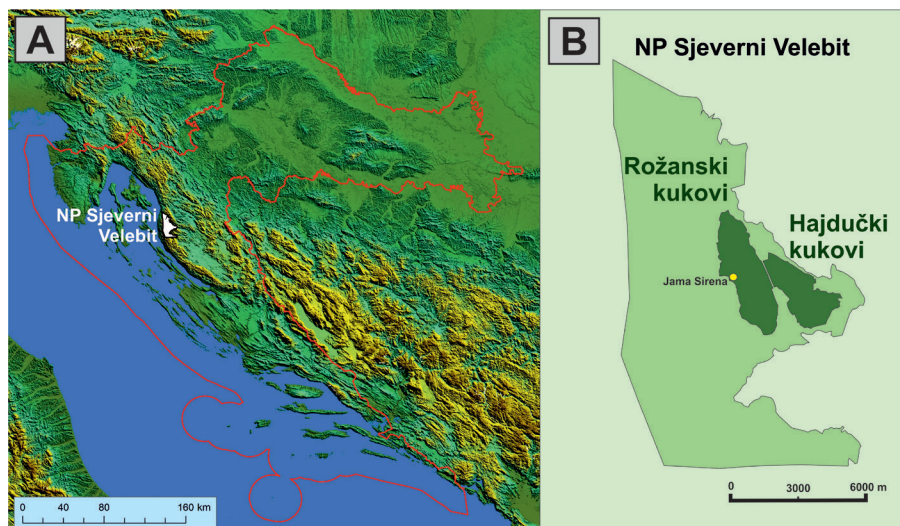 A
NP Sjeverni
Velebit
0 40 80 160 km
B
NP Sjeverni Velebit
Rožanski
kukovi
Hajdučki
kukovi
Jama Sirena
0 3000 6000 m